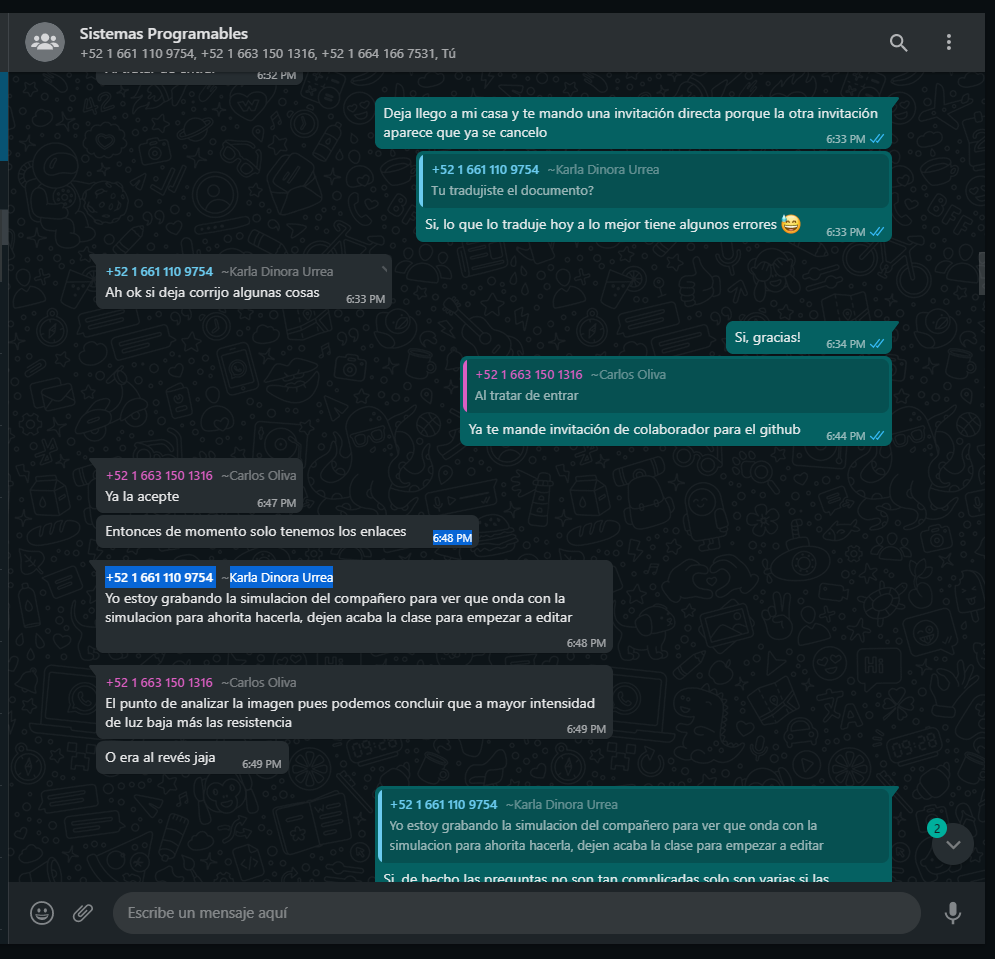 Sistemas Programables
+52 1 661 110 9754, +52 1 663 150 1316, +52 1 664 166 7531, Tú
Al tratar de entrar
6:32 PM
Deja llego a mi casa y te mando una invitación directa porque la otra invitación
aparece que ya se cancelo
6:33 PM
+52 1 661 110 9754 ~Karla Dinora Urrea
Tu tradujiste el documento?
Si, lo que lo traduje hoy a lo mejor tiene algunos errores 😅
6:33 PM
+52 1 661 110 9754 ~Karla Dinora Urrea
Ah ok si deja corrijo algunas cosas
6:33 PM
Si, gracias!
6:34 PM
+52 1 663 150 1316 ~Carlos Oliva
Al tratar de entrar
Ya te mande invitación de colaborador para el github
6:44 PM
+52 1 663 150 1316 ~Carlos Oliva
Ya la acepte
6:47 PM
Entonces de momento solo tenemos los enlaces
6:48 PM
+52 1 661 110 9754 ~Karla Dinora Urrea
Yo estoy grabando la simulacion del compañero para ver que onda con la
simulacion para ahorita hacerla, dejen acaba la clase para empezar a editar
6:48 PM
+52 1 663 150 1316 ~Carlos Oliva
El punto de analizar la imagen pues podemos concluir que a mayor intensidad
de luz baja más las resistencia
6:49 PM
O era al revés jaja
6:49 PM
+52 1 661 110 9754 ~Karla Dinora Urrea
Yo estoy grabando la simulacion del compañero para ver que onda con la
simulacion para ahorita hacerla, dejen acaba la clase para empezar a editar
Si, de hecho las preguntas no son tan complicadas solo son varias si las
2
Escribe un mensaje aquí